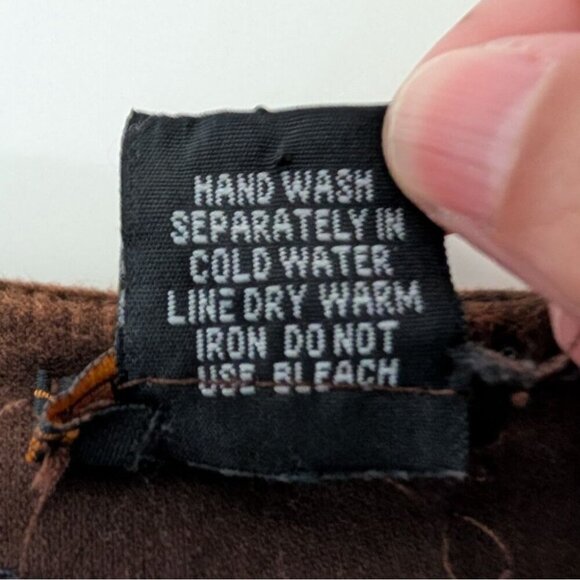 HAND WASH
SEPARATELY IN
COLD WATER
LINE DRY WARM
IRON DO NOT
USE BLEACH